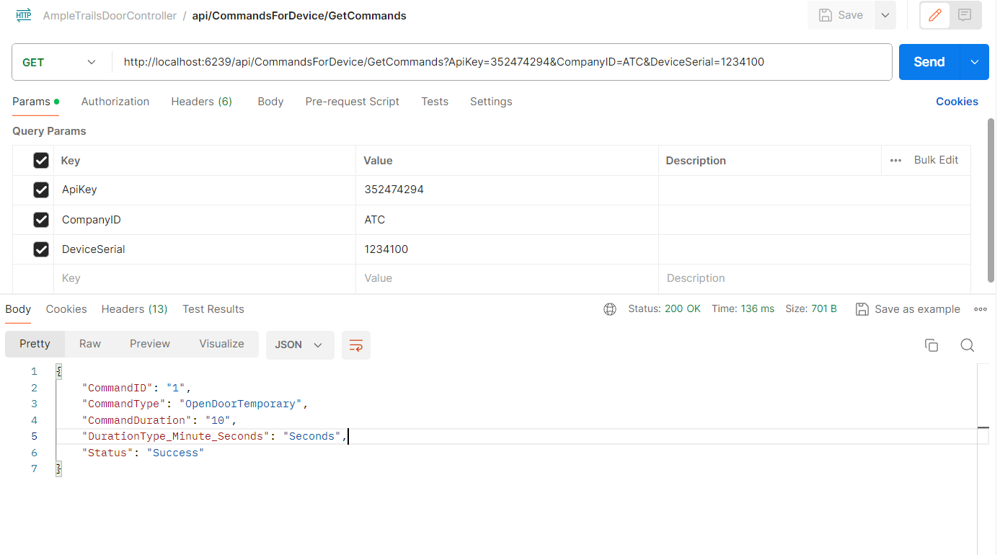 HTTP AmpleTrailsDoorController / api/CommandsForDevice/GetCommands Save
GET http://localhost:6239/api/CommandsForDevice/GetCommands?ApiKey=352474294&CompanyID=ATC&DeviceSerial=1234100 Send
Params Authorization Headers (6) Body Pre-request Script Tests Settings Cookies
Query Params
Key Value Description Bulk Edit
ApiKey 352474294
CompanyID ATC
DeviceSerial 1234100
Key Value Description
Body Cookies Headers (13) Test Results Status: 200 OK Time: 136 ms Size: 701 B Save as example
Pretty Raw Preview Visualize JSON
1 {
2 "CommandID": "1",
3 "CommandType": "OpenDoorTemporary",
4 "CommandDuration": "10",
5 "DurationType_Minute_Seconds": "Seconds",
6 "Status": "Success"
7 }